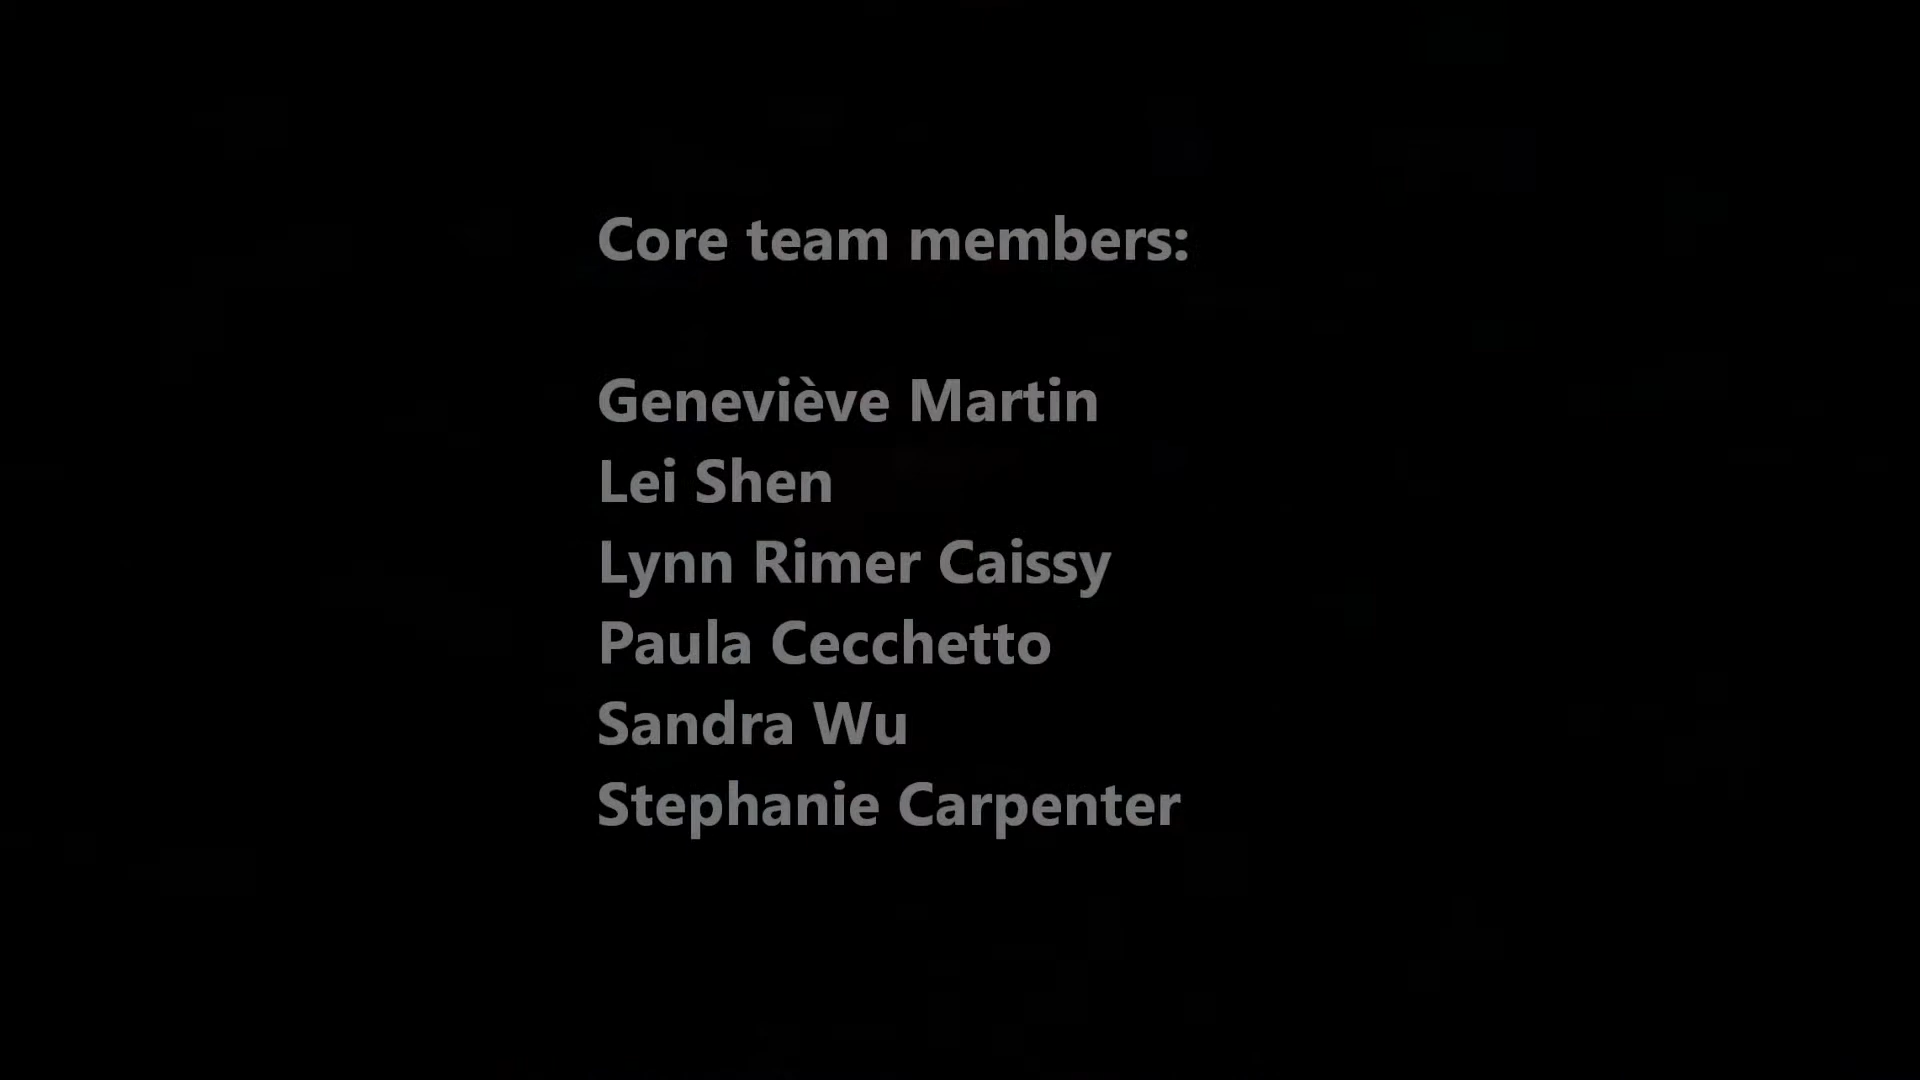 Core team members:
Geneviève Martin
Lei Shen
Lynn Rimer Caissy
Paula Cecchetto
Sandra Wu
Stephanie Carpenter